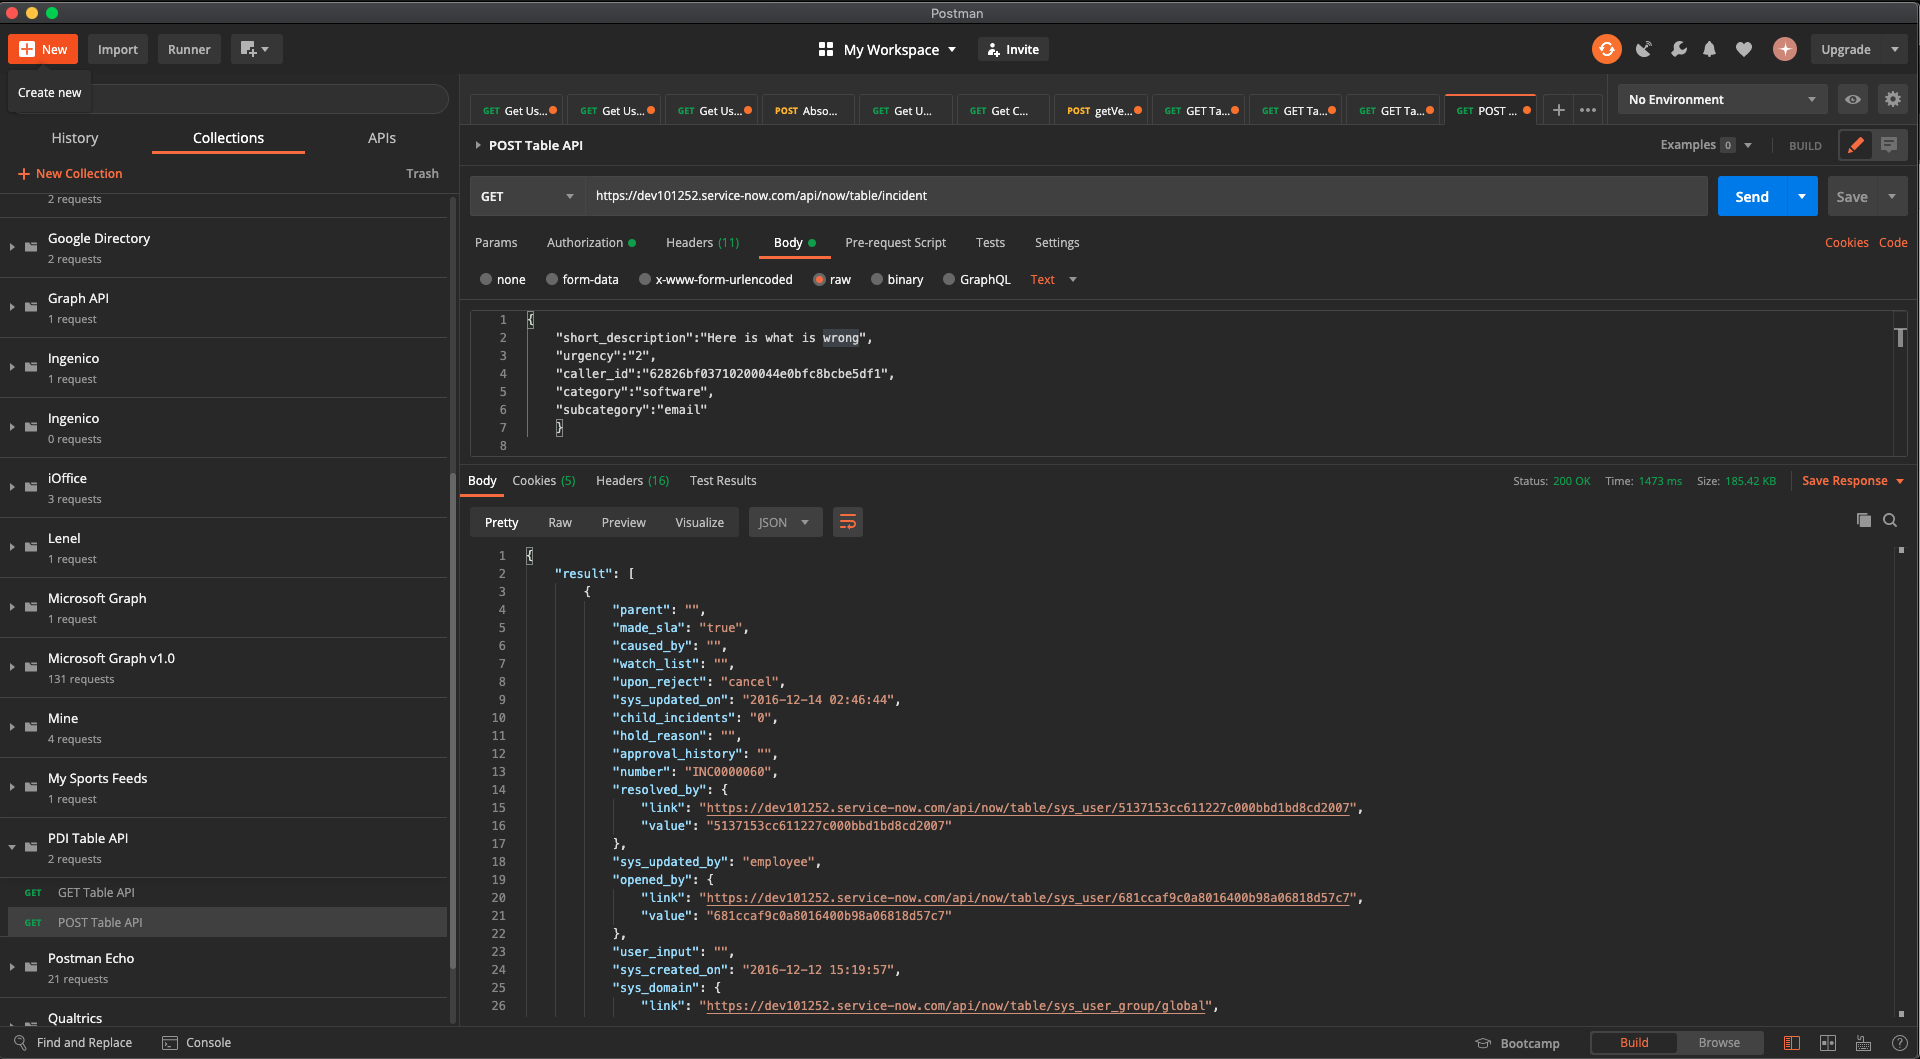 Postman
New
Import
Runner
My Workspace
Invite
Upgrade
Create new
History
Collections
APIs
New Collection
Trash
2 requests
Google Directory
2 requests
Graph API
1 request
Ingenico
1 request
Ingenico
0 requests
iOffice
3 requests
Lenel
1 request
Microsoft Graph
1 request
Microsoft Graph v1.0
131 requests
Mine
4 requests
My Sports Feeds
1 request
PDI Table API
2 requests
GET GET Table API
GET POST Table API
Postman Echo
21 requests
Qualtrics
GET Get Us...
GET Get Us...
GET Get Us...
POST Abso...
GET Get U...
GET Get C...
POST getVe...
GET GET Ta...
GET GET Ta...
GET GET Ta...
GET POST ...
No Environment
POST Table API
Examples 0
BUILD
GET
https://dev101252.service-now.com/api/now/table/incident
Send
Save
Params
Authorization
Headers (11)
Body
Pre-request Script
Tests
Settings
Cookies
Code
none
form-data
x-www-form-urlencoded
raw
binary
GraphQL
Text
1 {
2 "short_description":"Here is what is wrong",
3 "urgency":"2",
4 "caller_id":"62826bf03710200044e0bfc8bcbe5df1",
5 "category":"software",
6 "subcategory":"email"
7 }
8
Body
Cookies (5)
Headers (16)
Test Results
Status: 200 OK
Time: 1473 ms
Size: 185.42 KB
Save Response
Pretty
Raw
Preview
Visualize
JSON
1 {
2 "result": [
3 {
4 "parent": "",
5 "made_sla": "true",
6 "caused_by": "",
7 "watch_list": "",
8 "upon_reject": "cancel",
9 "sys_updated_on": "2016-12-14 02:46:44",
10 "child_incidents": "0",
11 "hold_reason": "",
12 "approval_history": "",
13 "number": "INC0000060",
14 "resolved_by": {
15 "link": "https://dev101252.service-now.com/api/now/table/sys_user/5137153cc611227c000bbd1bd8cd2007",
16 "value": "5137153cc611227c000bbd1bd8cd2007"
17 },
18 "sys_updated_by": "employee",
19 "opened_by": {
20 "link": "https://dev101252.service-now.com/api/now/table/sys_user/681ccaf9c0a8016400b98a06818d57c7",
21 "value": "681ccaf9c0a8016400b98a06818d57c7"
22 },
23 "user_input": "",
24 "sys_created_on": "2016-12-12 15:19:57",
25 "sys_domain": {
26 "link": "https://dev101252.service-now.com/api/now/table/sys_user_group/global",
Find and Replace
Console
Bootcamp
Build
Browse